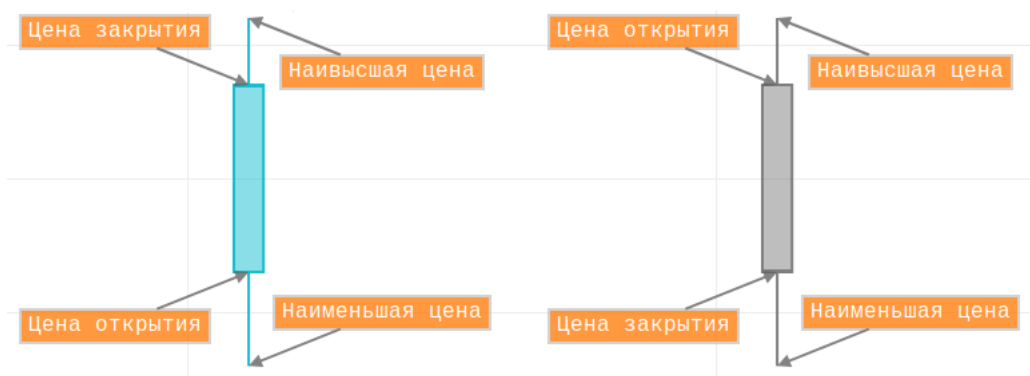 Цена закрытия
Наивысшая цена
Цена открытия
Наименьшая цена
Цена открытия
Наивысшая цена
Цена закрытия
Наименьшая цена